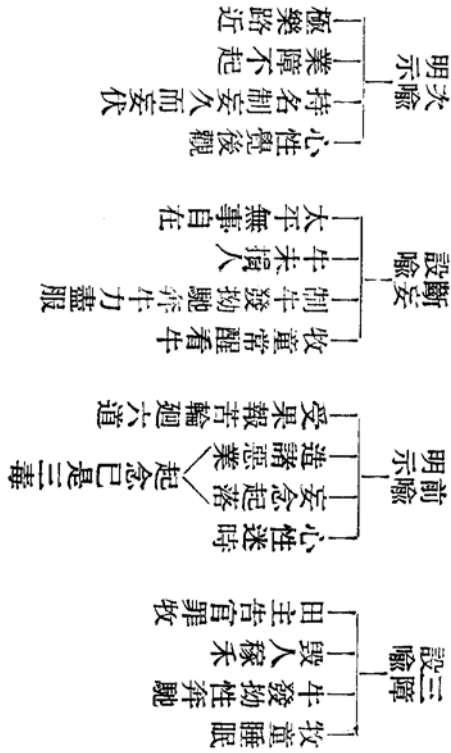 三障
設喻
牧童睡眠
牛發拗性奔馳
毀人稼禾
田主告官罪牧
前喻
明示
心性迷時
妄念起落
造諸惡業
起念已是三毒
受果報苦輪廻六道
斷妄
設喻
牧童常醒看牛
制牛發拗馳奔牛力盡服
牛未損人
太平無事自在
次喻
明示
心性覺後觀
持名制妄久而妄伏
業障不起
極樂路近